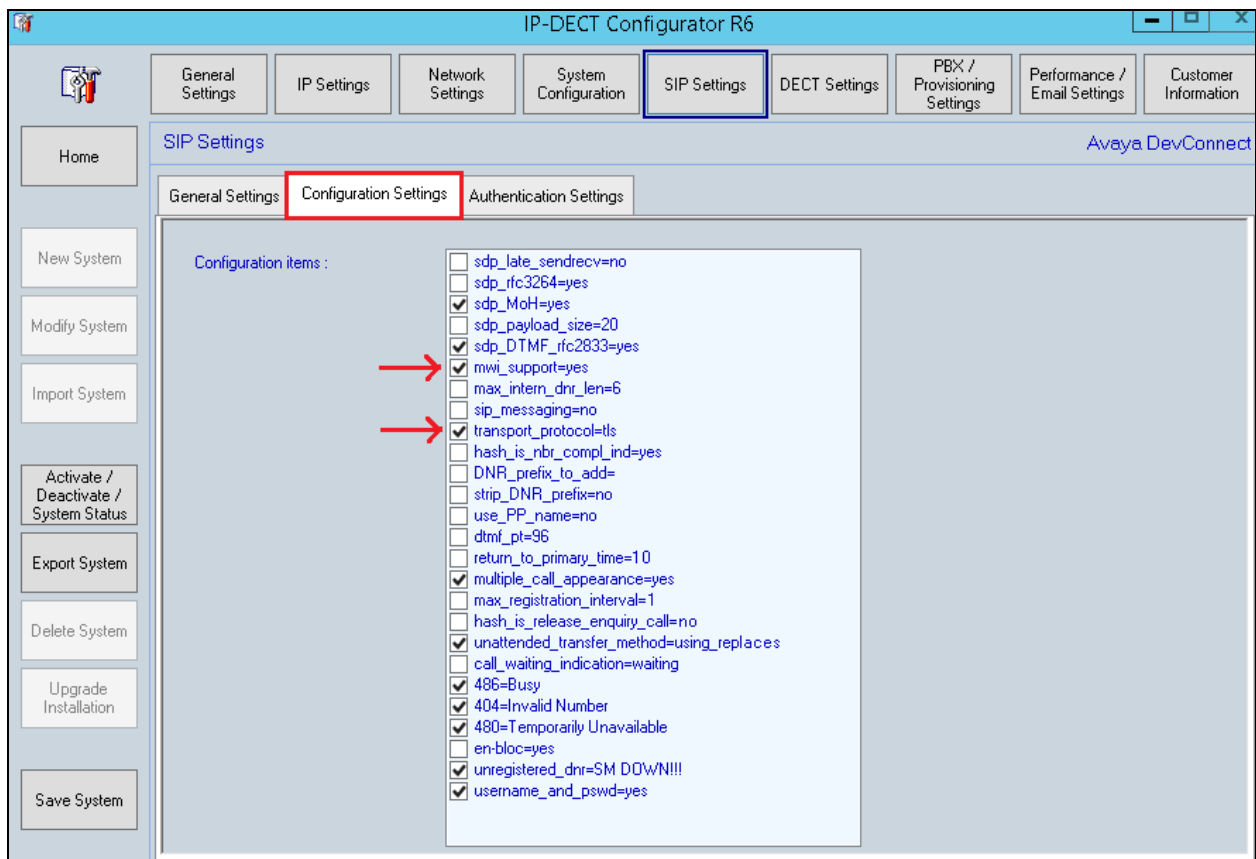 IP-DECT Configurator R6
General
Settings
IP Settings
Network
Settings
System
Configuration
SIP Settings
DECT Settings
PBX /
Provisioning
Settings
Performance /
Email Settings
Customer
Information
Home
SIP Settings
Avaya DevConnect
General Settings
Configuration Settings
Authentication Settings
New System
Modify System
Import System
Activate /
Deactivate /
System Status
Export System
Delete System
Upgrade
Installation
Save System
Configuration items :
sdp_late_sendrecv=no
sdp_rfc3264=yes
sdp_MoH=yes
sdp_payload_size=20
sdp_DTMF_rfc2833=yes
mwi_support=yes
max_intern_dnr_len=6
sip_messaging=no
transport_protocol=tls
hash_is_nbr_compl_ind=yes
DNR_prefix_to_add=
strip_DNR_prefix=no
use_PP_name=no
dtmf_pt=96
return_to_primary_time=10
multiple_call_appearance=yes
max_registration_interval=1
hash_is_release_enquiry_call=no
unattended_transfer_method=using_replaces
call_waiting_indication=waiting
486=Busy
404=Invalid Number
480=Temporarily Unavailable
en-bloc=yes
unregistered_dnr=SM DOWN!!!
username_and_pswd=yes